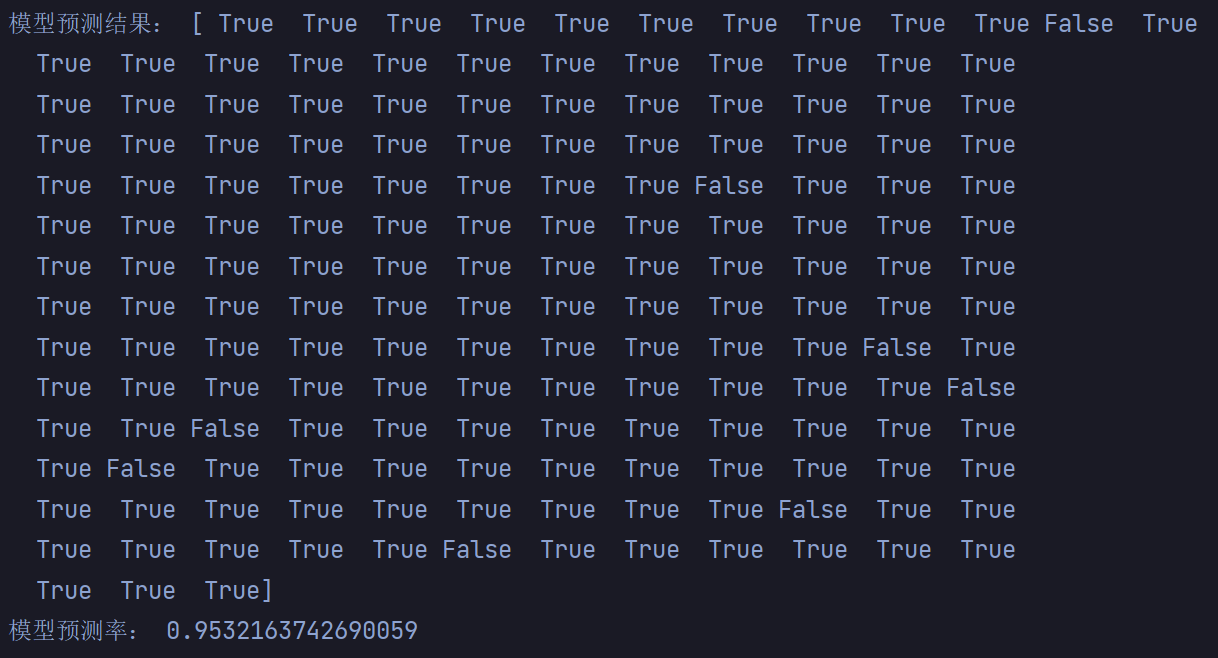 模型预测结果： [ True  True  True  True  True  True  True  True  True  True False  True
  True  True  True  True  True  True  True  True  True  True  True  True
  True  True  True  True  True  True  True  True  True  True  True  True
  True  True  True  True  True  True  True  True  True  True  True  True
  True  True  True  True  True  True  True  True False  True  True  True
  True  True  True  True  True  True  True  True  True  True  True  True
  True  True  True  True  True  True  True  True  True  True  True  True
  True  True  True  True  True  True  True  True  True  True  True  True
  True  True  True  True  True  True  True  True  True  True False  True
  True  True  True  True  True  True  True  True  True  True  True False
  True  True False  True  True  True  True  True  True  True  True  True
  True False  True  True  True  True  True  True  True  True  True  True
  True  True  True  True  True  True  True  True  True False  True  True
  True  True  True  True  True False  True  True  True  True  True  True
  True  True  True]
模型预测率： 0.9532163742690059